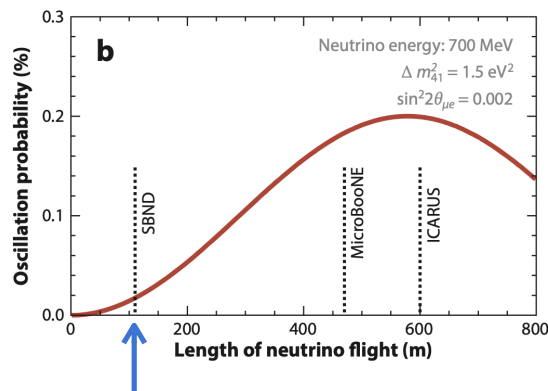 b
Neutrino energy: 700 MeV
Δ m²₄₁ = 1.5 eV²
sin²2θμe = 0.002
Oscillation probability (%)
0.3
0.2
0.1
0.0
SBND
MicroBooNE
ICARUS
0 200 400 600 800
Length of neutrino flight (m)